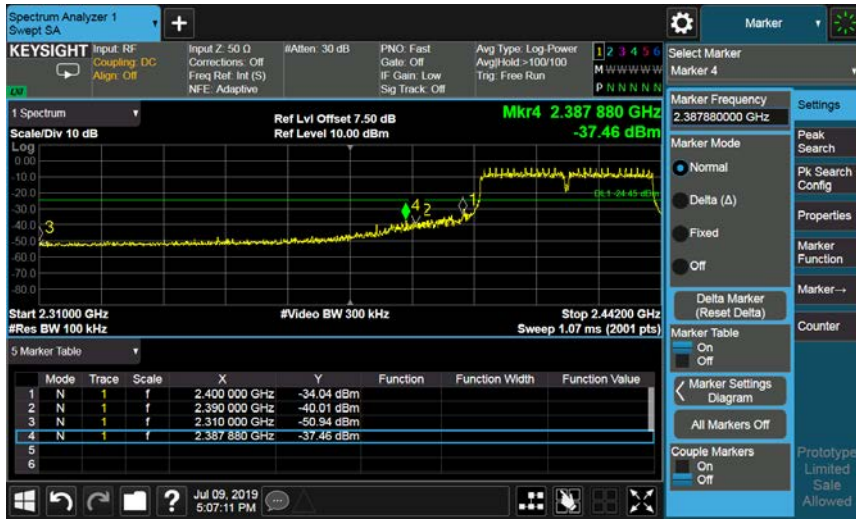 Spectrum Analyzer 1
Swept SA
+
Marker
KEYSIGHT
Input: RF
Coupling: DC
Align: Off
Input Z: 50 Ω
Corrections: Off
Freq Ref: Int (S)
NFE: Adaptive
#Atten: 30 dB
PNO: Fast
Gate: Off
IF Gain: Low
Sig Track: Off
Avg Type: Log-Power
Avg|Hold:>100/100
Trig: Free Run
1 2 3 4 5 6
M W W W W W
P N N N N N
LXI
Select Marker
Marker 4
1 Spectrum
Scale/Div 10 dB
Ref Lvl Offset 7.50 dB
Ref Level 10.00 dBm
Mkr4 2.387 880 GHz
-37.46 dBm
Log
0.00
-10.0
-20.0
-30.0
-40.0
-50.0
-60.0
-70.0
-80.0
DL1 -24.45 dBm
3
4
2
1
Start 2.31000 GHz
#Res BW 100 kHz
#Video BW 300 kHz
Stop 2.44200 GHz
Sweep 1.07 ms (2001 pts)
5 Marker Table
Mode Trace Scale X Y Function Function Width Function Value
1 N 1 f 2.400 000 GHz -34.04 dBm
2 N 1 f 2.390 000 GHz -40.01 dBm
3 N 1 f 2.310 000 GHz -50.94 dBm
4 N 1 f 2.387 880 GHz -37.46 dBm
5
6
Marker Frequency
2.387880000 GHz
Marker Mode
Normal
Delta (Δ)
Fixed
Off
Delta Marker
(Reset Delta)
Marker Table
On
Off
Marker Settings
Diagram
All Markers Off
Couple Markers
On
Off
Settings
Peak
Search
Pk Search
Config
Properties
Marker
Function
Marker→
Counter
Prototype
Limited
Sale
Allowed
?
Jul 09, 2019
5:07:11 PM